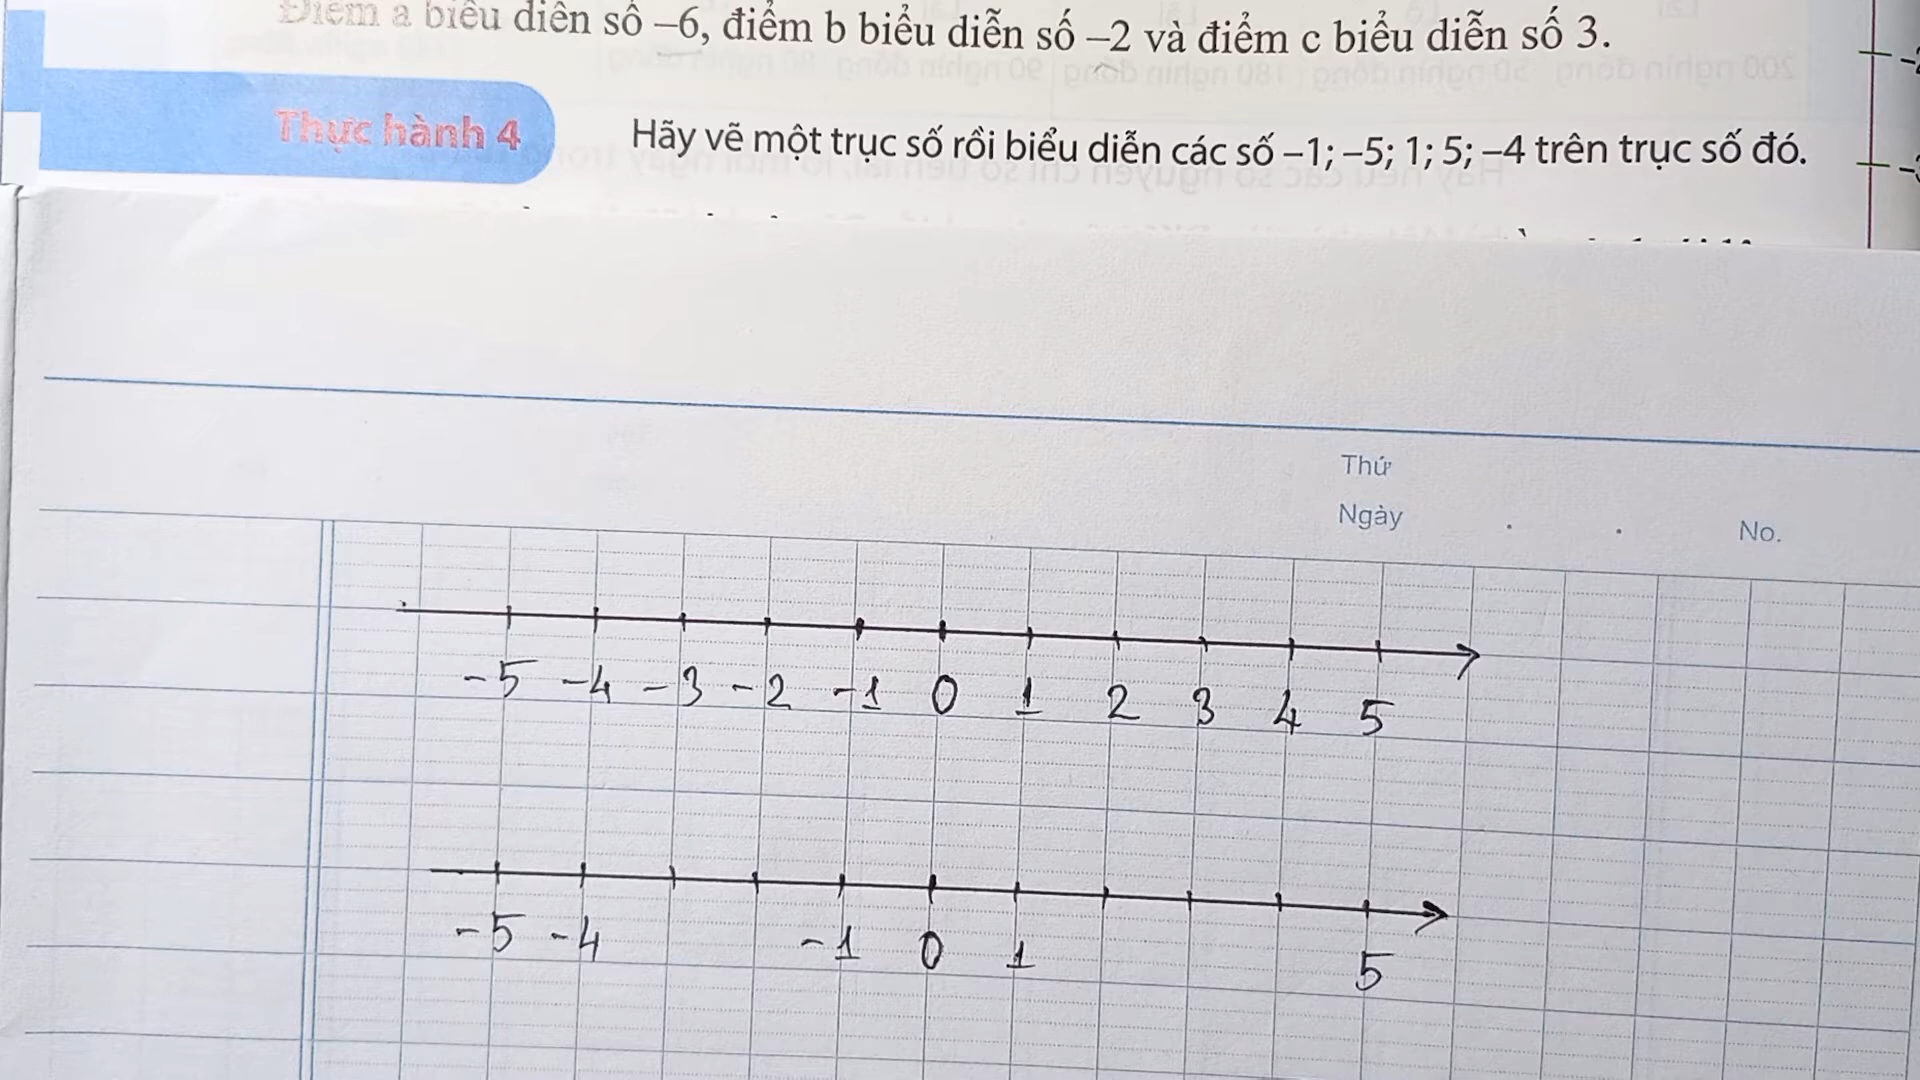 Điểm a biểu diễn số –6, điểm b biểu diễn số –2 và điểm c biểu diễn số 3.
Thực hành 4
Hãy vẽ một trục số rồi biểu diễn các số –1; –5; 1; 5; –4 trên trục số đó.
Thứ
Ngày
No.
-5 -4 -3 -2 -1 0 1 2 3 4 5
-5 -4 -1 0 1 5